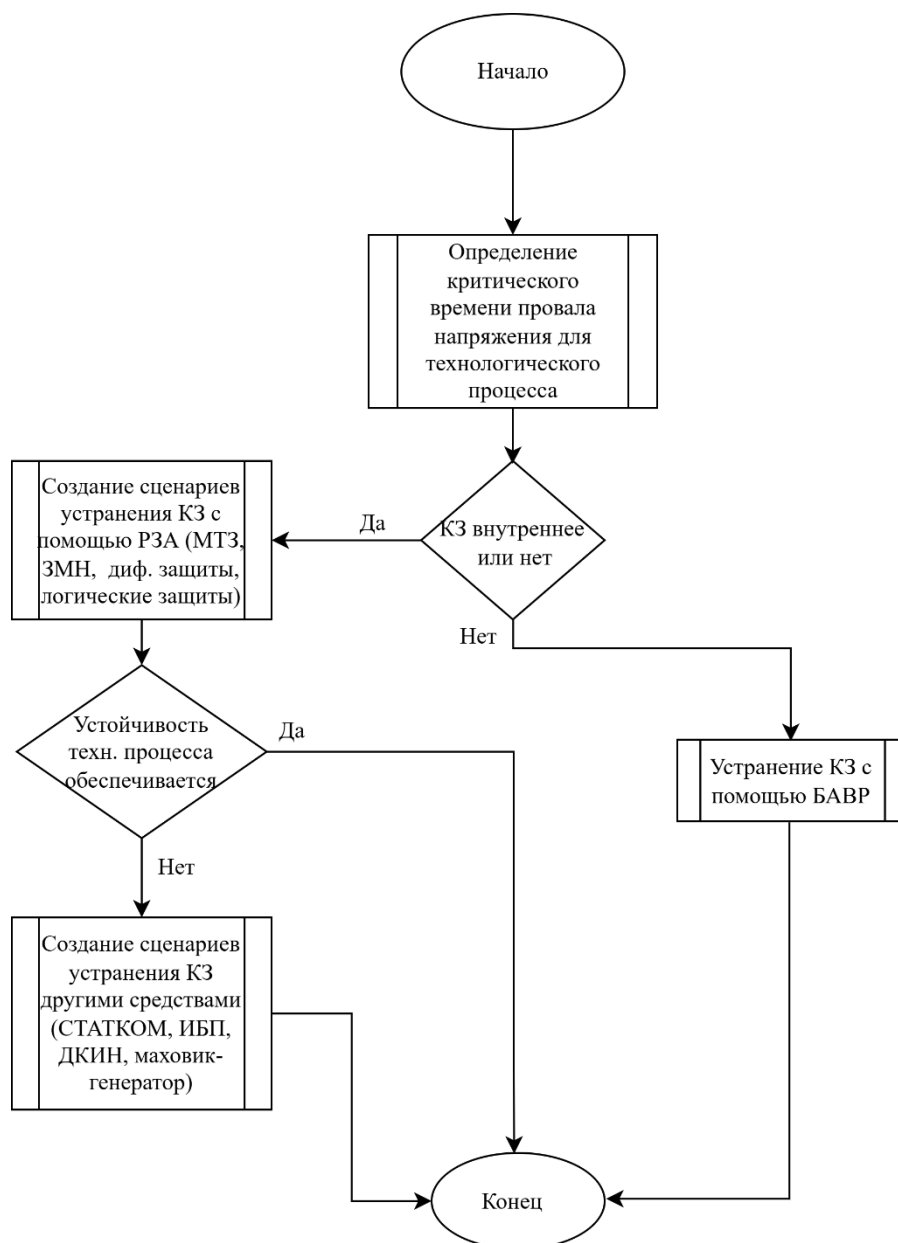 Начало
Определение
критического
времени провала
напряжения для
технологического
процесса
КЗ внутреннее
или нет
Да
Нет
Создание сценариев
устранения КЗ с
помощью РЗА (МТЗ,
ЗМН, диф. защиты,
логические защиты)
Устойчивость
техн. процесса
обеспечивается
Да
Нет
Устранение КЗ с
помощью БАВР
Создание сценариев
устранения КЗ
другими средствами
(СТАТКОМ, ИБП,
ДКИН, маховик-
генератор)
Конец